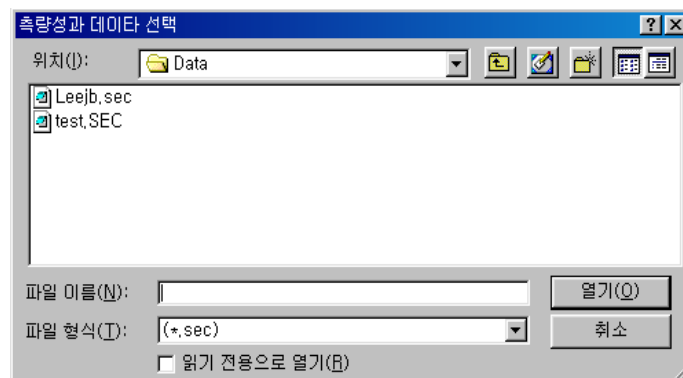 측량성과 데이타 선택
위치(I): Data
Leejb,sec
test,SEC
파일 이름(N): 열기(O)
파일 형식(T): (*,sec) 취소
읽기 전용으로 열기(R)